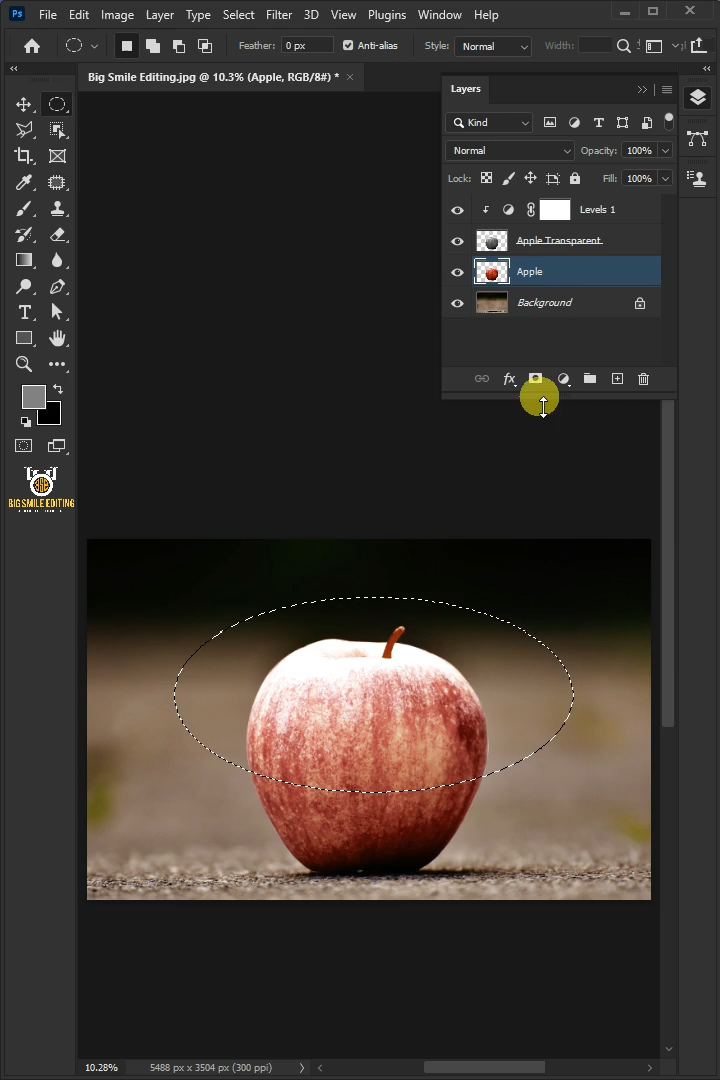 Ps File Edit Image Layer Type Select Filter 3D View Plugins Window Help
Feather: 0 px Anti-alias Style: Normal Width:
Big Smile Editing.jpg @ 10.3% (Apple, RGB/8#) *
Layers
Kind
Normal Opacity: 100%
Lock: Fill: 100%
Levels 1
Apple Transparent
Apple
Background
fx
BIG SMILE EDITING
10.28% 5488 px x 3504 px (300 ppi)